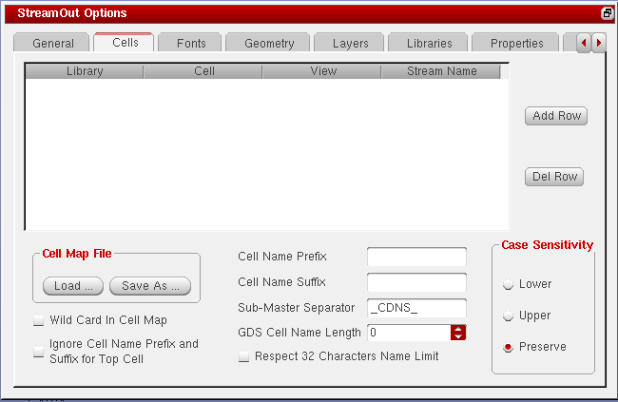 StreamOut Options
General Cells Fonts Geometry Layers Libraries Properties
Library Cell View Stream Name
Add Row
Del Row
Cell Map File
Load ... Save As ...
Wild Card In Cell Map
Ignore Cell Name Prefix and
Suffix for Top Cell
Cell Name Prefix
Cell Name Suffix
Sub-Master Separator _CDNS_
GDS Cell Name Length 0
Respect 32 Characters Name Limit
Case Sensitivity
Lower
Upper
Preserve